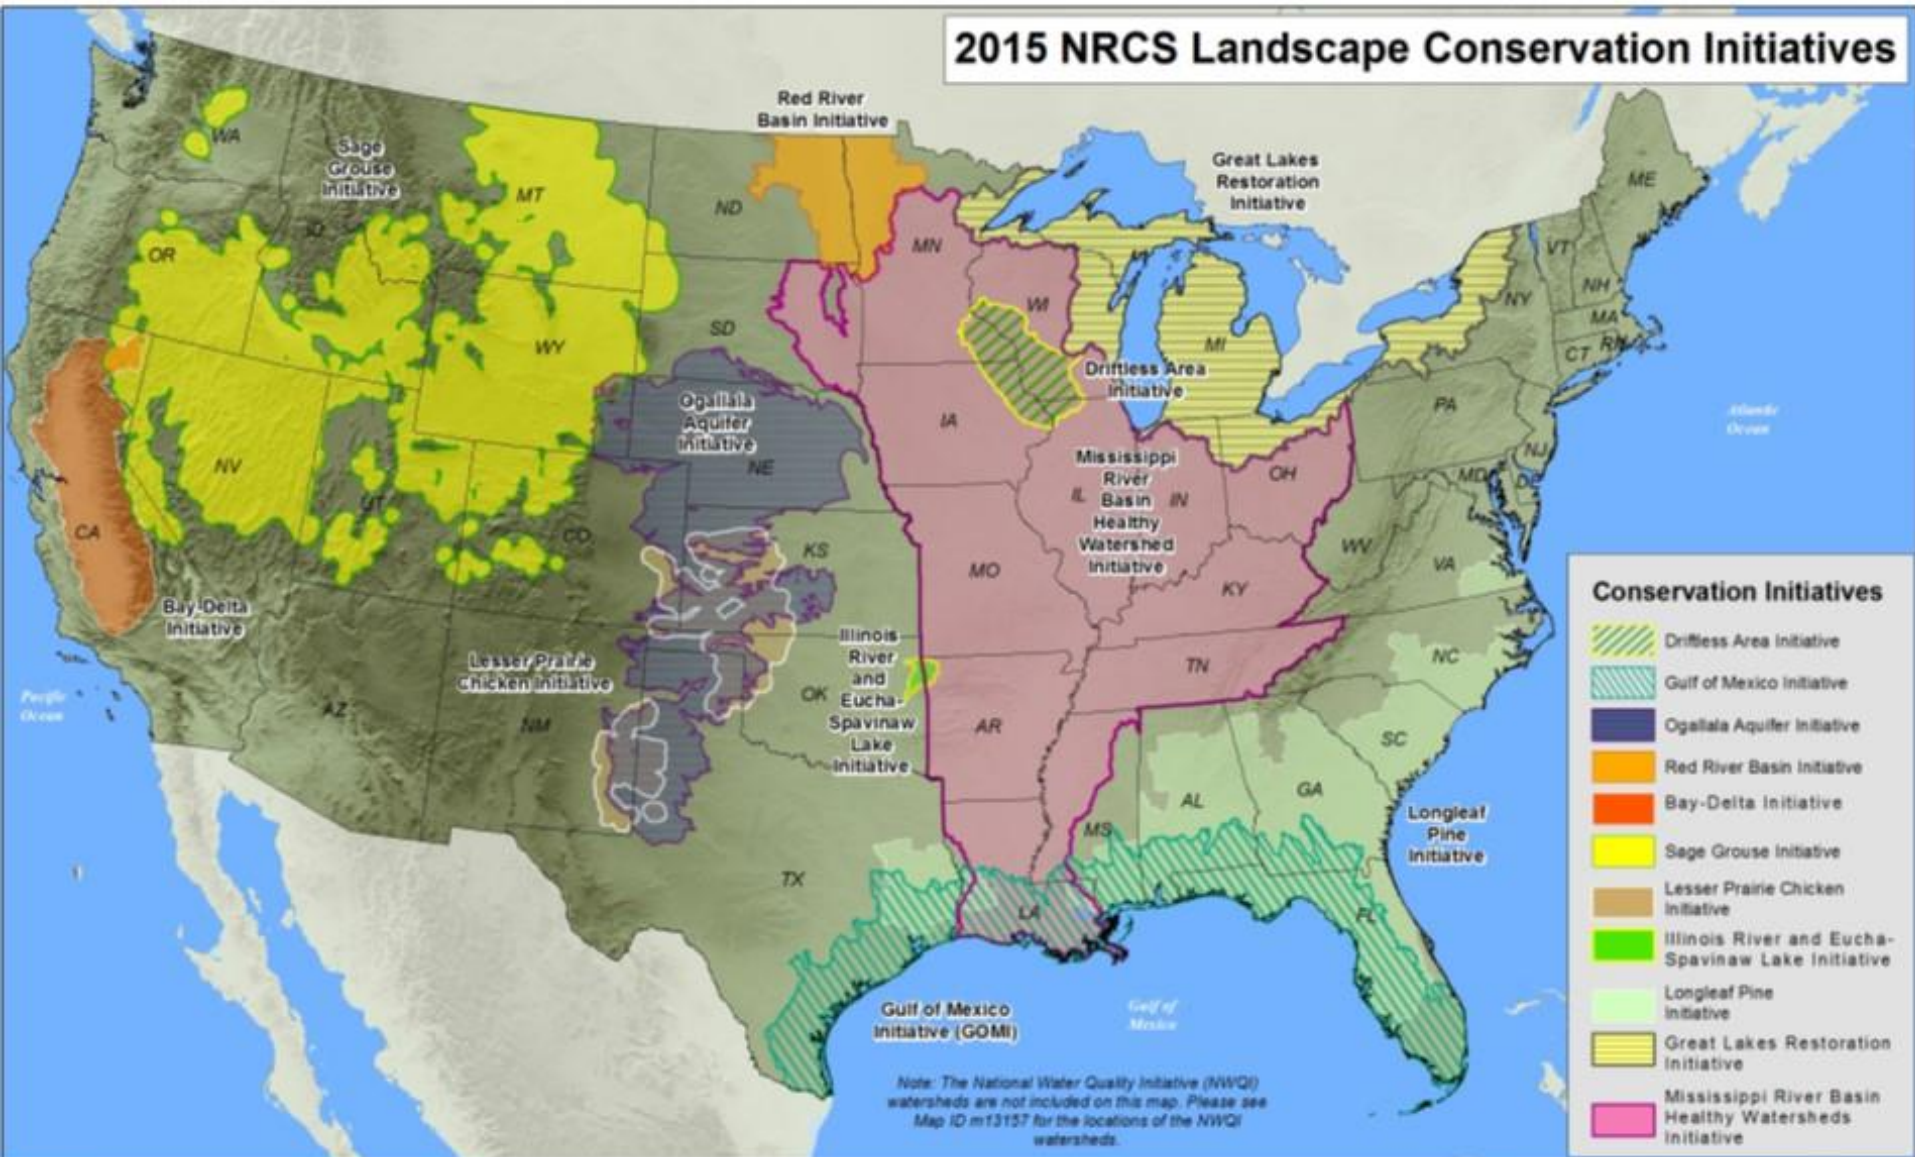 2015 NRCS Landscape Conservation Initiatives
Red River
Basin Initiative
Great Lakes
Restoration
Initiative
Sage
Grouse
Initiative
WA
MT
ND
MN
ME
VT
NH
NY
MA
RI
CT
ID
OR
WI
MI
SD
WY
Driftless Area
Initiative
Ogallala
Aquifer
Initiative
NE
IA
PA
NJ
MD
DE
Atlantic
Ocean
NV
UT
CO
CA
Mississippi
River
Basin
Healthy
Watershed
Initiative
IL
IN
OH
WV
VA
KS
MO
KY
Bay-Delta
Initiative
Lesser Prairie
Chicken Initiative
Illinois
River
and
Eucha-
Spavinaw
Lake
Initiative
Pacific
Ocean
AZ
NM
OK
AR
TN
NC
SC
GA
AL
MS
Longleaf
Pine
Initiative
TX
LA
FL
Gulf of Mexico
Initiative (GOMI)
Gulf of
Mexico
Note: The National Water Quality Initiative (NWQI)
watersheds are not included on this map. Please see
Map ID m13157 for the locations of the NWQI
watersheds.
Conservation Initiatives
Driftless Area Initiative
Gulf of Mexico Initiative
Ogallala Aquifer Initiative
Red River Basin Initiative
Bay-Delta Initiative
Sage Grouse Initiative
Lesser Prairie Chicken
Initiative
Illinois River and Eucha-
Spavinaw Lake Initiative
Longleaf Pine
Initiative
Great Lakes Restoration
Initiative
Mississippi River Basin
Healthy Watersheds
Initiative